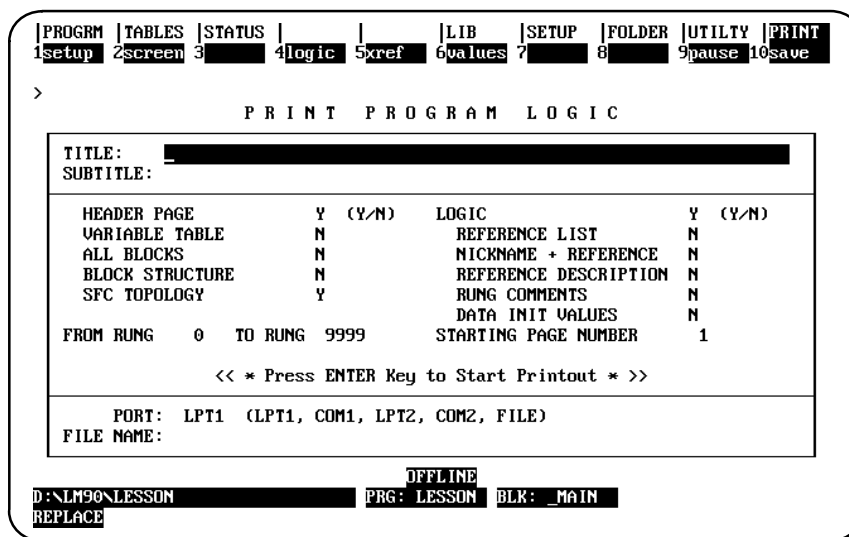 |PROGRM |TABLES |STATUS | | |LIB |SETUP |FOLDER |UTILTY |PRINT
1setup 2screen 3 4logic 5xref 6values 7 8 9pause 10save
>
P R I N T P R O G R A M L O G I C
TITLE: _
SUBTITLE:
HEADER PAGE Y (Y/N) LOGIC Y (Y/N)
VARIABLE TABLE N REFERENCE LIST N
ALL BLOCKS N NICKNAME + REFERENCE N
BLOCK STRUCTURE N REFERENCE DESCRIPTION N
SFC TOPOLOGY Y RUNG COMMENTS N
DATA INIT VALUES N
FROM RUNG 0 TO RUNG 9999 STARTING PAGE NUMBER 1
<< * Press ENTER Key to Start Printout * >>
PORT: LPT1 (LPT1, COM1, LPT2, COM2, FILE)
FILE NAME:
OFFLINE
D:\LM90\LESSON PRG: LESSON BLK: _MAIN
REPLACE